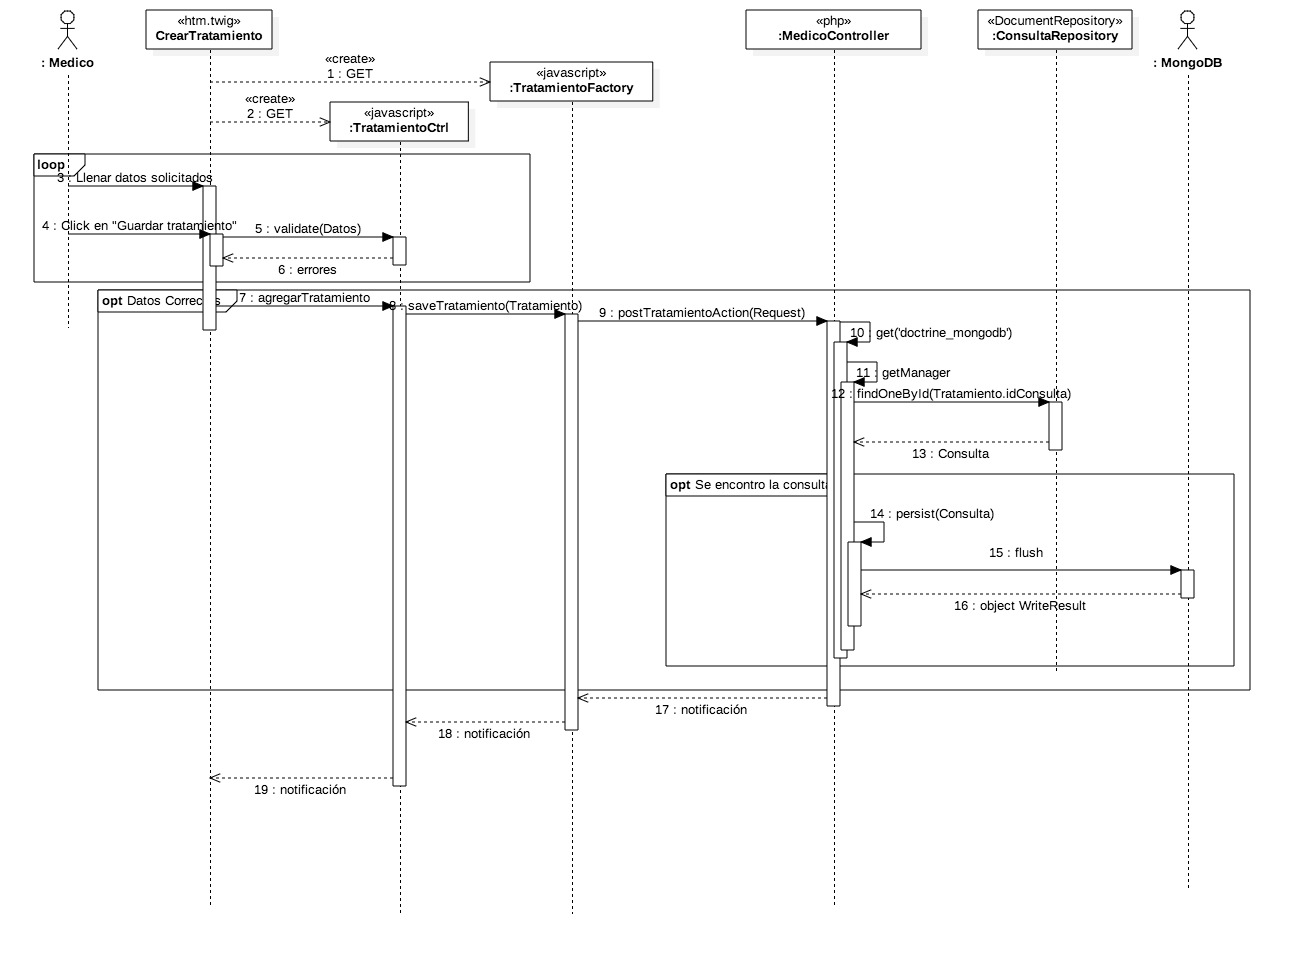 «htm.twig»
CrearTratamiento
«php»
:MedicoController
«DocumentRepository»
:ConsultaRepository
: Medico
: MongoDB
«create»
1 : GET
«javascript»
:TratamientoFactory
«create»
2 : GET
«javascript»
:TratamientoCtrl
loop
3 : Llenar datos solicitados
4 : Click en "Guardar tratamiento"
5 : validate(Datos)
6 : errores
opt Datos Correctos
7 : agregarTratamiento
8 : saveTratamiento(Tratamiento)
9 : postTratamientoAction(Request)
10 : get('doctrine_mongodb')
11 : getManager
12 : findOneById(Tratamiento.idConsulta)
13 : Consulta
opt Se encontro la consulta
14 : persist(Consulta)
15 : flush
16 : object WriteResult
17 : notificación
18 : notificación
19 : notificación